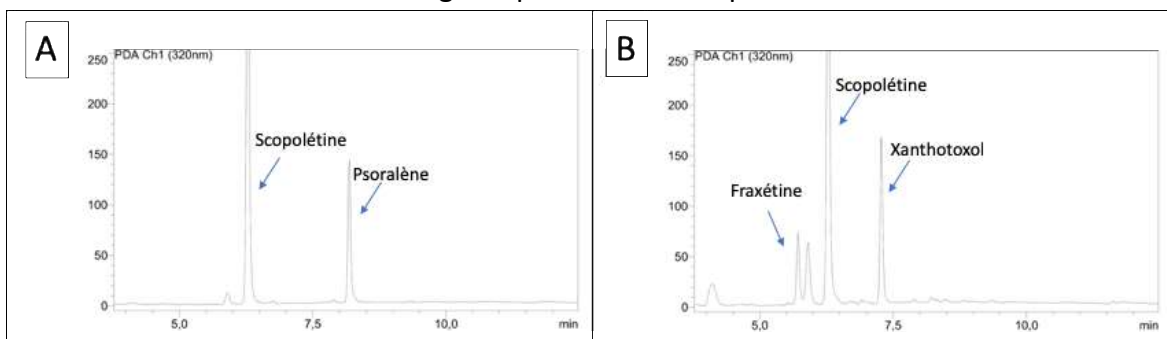 A
PDA Ch1 (320nm)
250
200
150
100
50
0
Scopolétine
Psoralène
5,0
7,5
10,0
min
B
PDA Ch1 (320nm)
250
200
150
100
50
0
Scopolétine
Xanthotoxol
Fraxétine
5,0
7,5
10,0
min